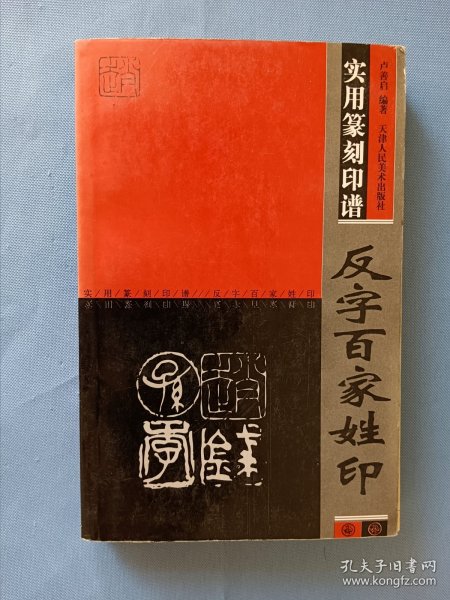 实用篆刻印谱
卢善启 编著 天津人民美术出版社
反字百家姓印
实/用/篆/刻/印/谱///反/字/百/家/姓/印
孔夫子旧书网
www.kongfz.com